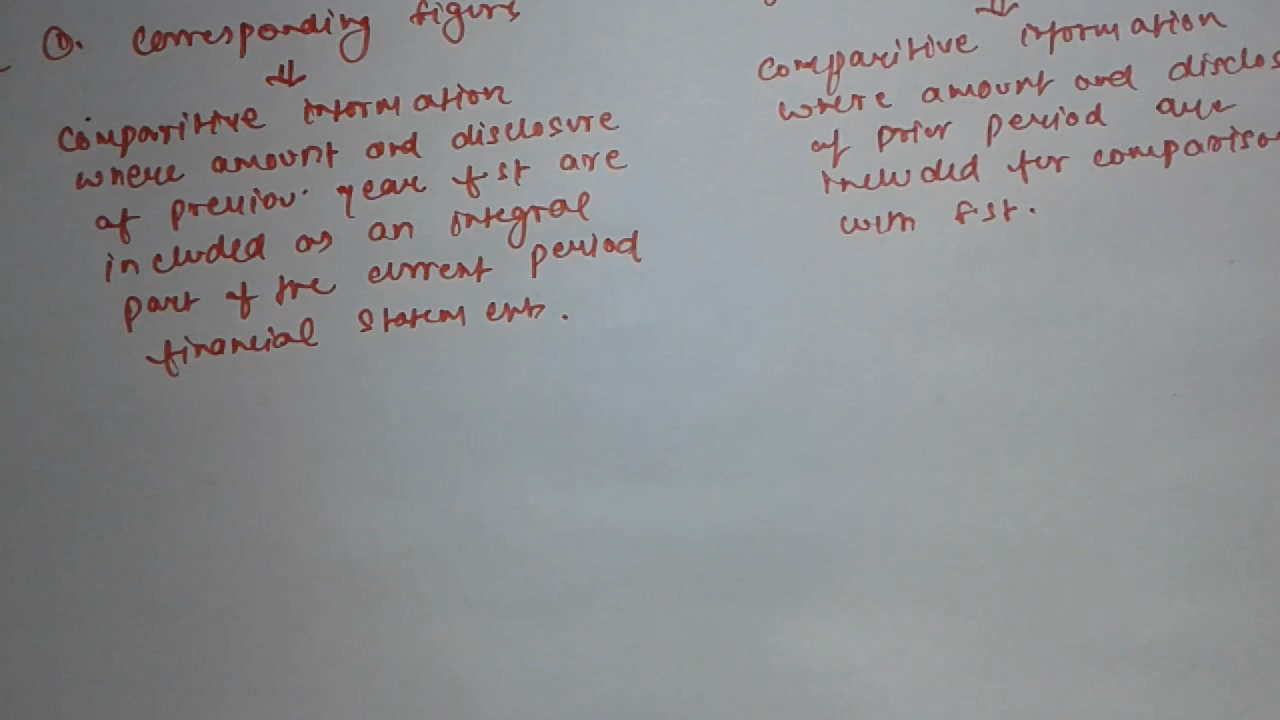 ①. Corresponding figurs
⇓
Comparitive information
where amount and disclosure
of previou. year fst are
included as an integral
part of the current period
financial statements.
⇓
Comparitive information
where amount and disclos
of prior period are
included for compariso
with fst.